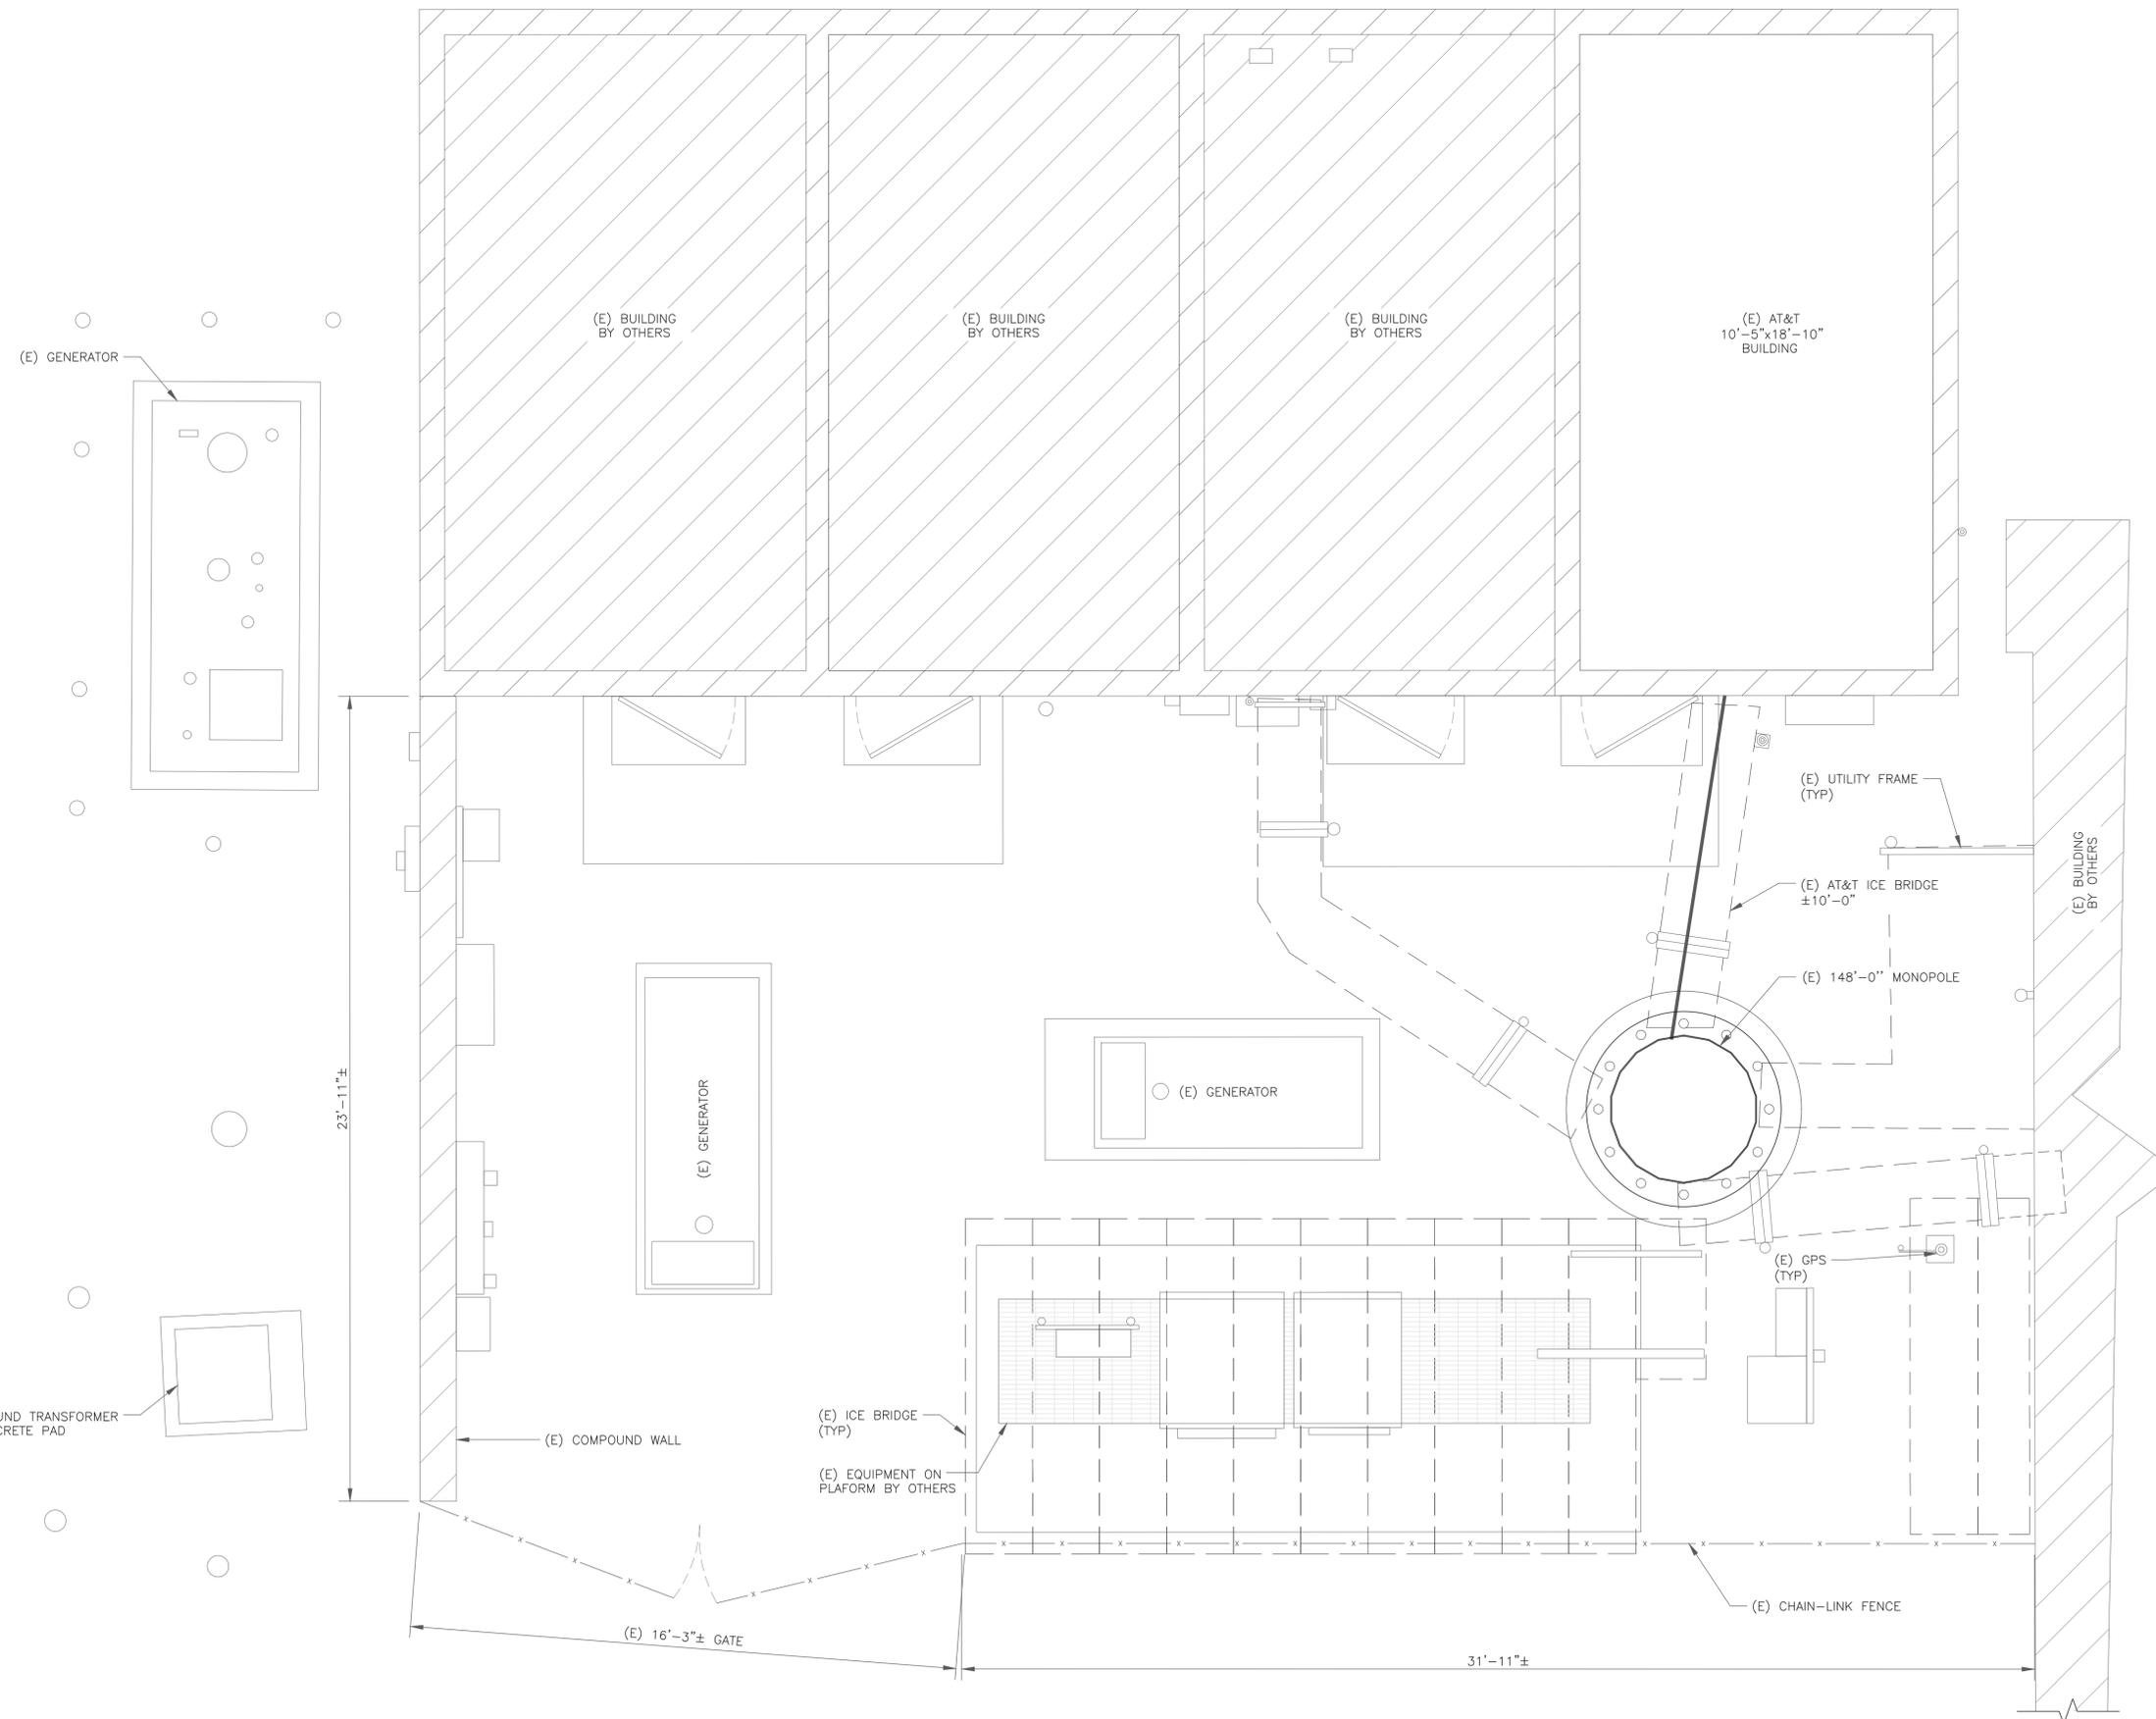 (E) BUILDING
BY OTHERS
(E) BUILDING
BY OTHERS
(E) BUILDING
BY OTHERS
(E) AT&T
10'-5"x18'-10"
BUILDING
(E) GENERATOR
(E) UTILITY FRAME
(TYP)
(E) BUILDING
BY OTHERS
(E) AT&T ICE BRIDGE
±10'-0"
(E) 148'-0'' MONOPOLE
23'-11"±
(E) GENERATOR
(E) GENERATOR
(E) GPS
(TYP)
UND TRANSFORMER
CRETE PAD
(E) COMPOUND WALL
(E) ICE BRIDGE
(TYP)
(E) EQUIPMENT ON
PLAFORM BY OTHERS
(E) CHAIN-LINK FENCE
(E) 16'-3"± GATE
31'-11"±